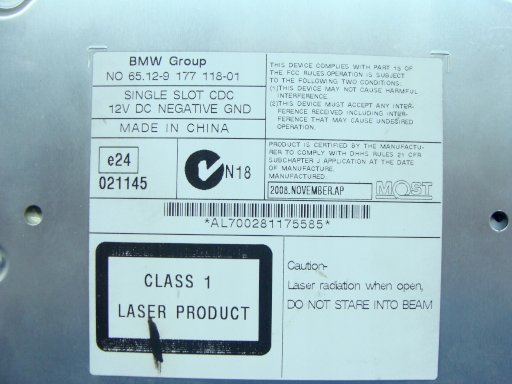 BMW Group
NO 65.12-9 177 118-01
SINGLE SLOT CDC
12V DC NEGATIVE GND
MADE IN CHINA
e24
021145
N18
THIS DEVICE COMPLIES WITH PART 15 OF
THE FCC RULES.OPERATION IS SUBJECT
TO THE FOLLOWING TWO CONDITIONS:
(1)THIS DEVICE MAY NOT CAUSE HARMFUL
INTERFERENCE.
(2)THIS DEVICE MUST ACCEPT ANY INTER-
FERENCE RECEIVED INCLUDING INTER-
FERENCE THAT MAY CAUSE UNDESIRED
OPERATION.
PRODUCT IS CERTIFIED BY THE MANUFACTU-
RER TO COMPLY WITH DHHS RULES 21 CFR
SUBCHAPTER J APPLICATION AT THE DATE
OF MANUFACTURE.
MANUFACTURED.
2008.NOVEMBER.AP
MOST
*AL700281175585*
CLASS 1
LASER PRODUCT
Caution-
Laser radiation when open,
DO NOT STARE INTO BEAM